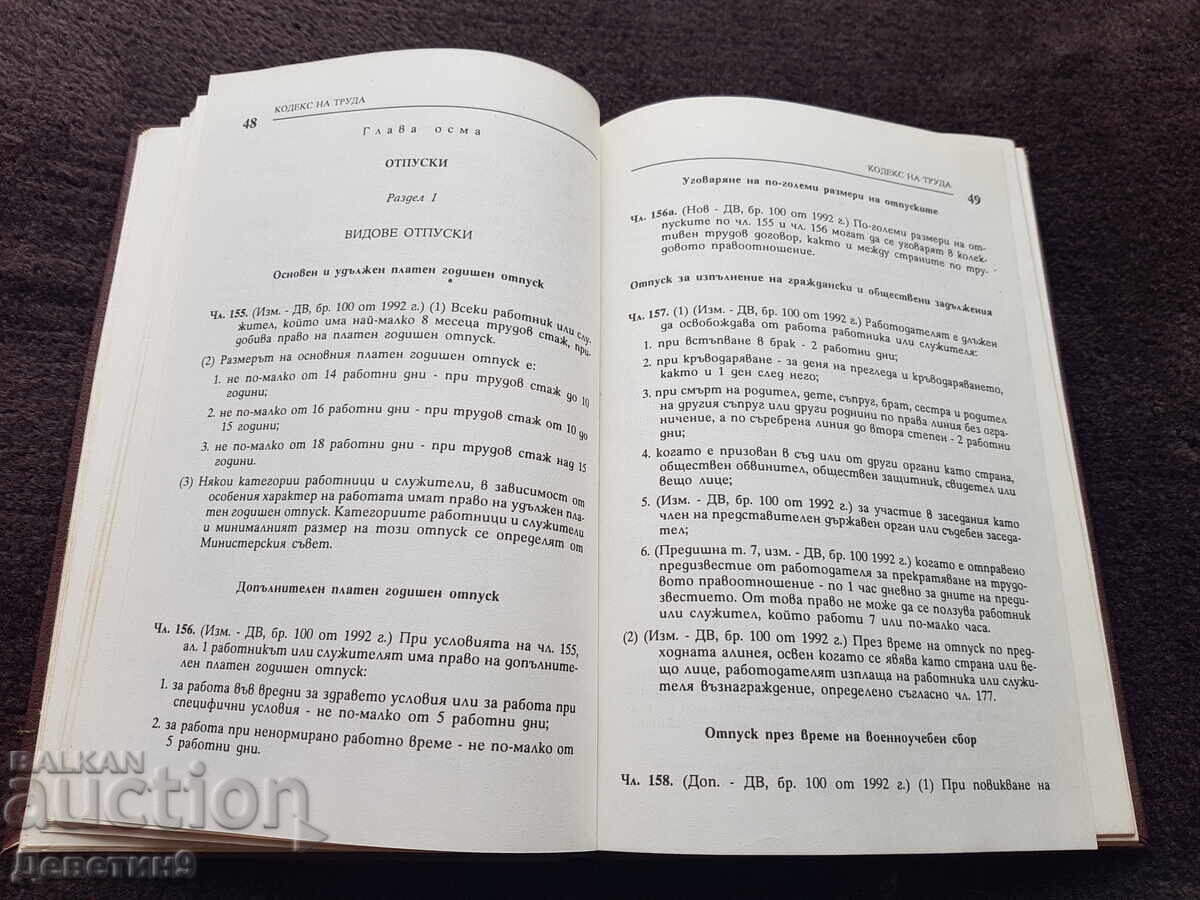 КОДЕКС НА ТРУДА
48
Глава осма
ОТПУСКИ
Раздел I
ВИДОВЕ ОТПУСКИ
Основен и удължен платен годишен отпуск
Чл. 155. (Изм. - ДВ, бр. 100 от 1992 г.) (1) Всеки работник или слу-
жител, който има най-малко 8 месеца трудов стаж, при-
добива право на платен годишен отпуск.
(2) Размерът на основния платен годишен отпуск е:
1. не по-малко от 14 работни дни - при трудов стаж до 10
години;
2. не по-малко от 16 работни дни - при трудов стаж от 10 до
15 години;
3. не по-малко от 18 работни дни - при трудов стаж над 15
години.
(3) Някои категории работници и служители, в зависимост от
особения характер на работата имат право на удължен пла-
тен годишен отпуск. Категориите работници и служители
и минималният размер на този отпуск се определят от
Министерския съвет.
Допълнителен платен годишен отпуск
Чл. 156. (Изм. - ДВ, бр. 100 от 1992 г.) При условията на чл. 155,
ал. 1 работникът или служителят има право на допълните-
лен платен годишен отпуск:
1. за работа във вредни за здравето условия или за работа при
специфични условия - не по-малко от 5 работни дни;
2. за работа при ненормирано работно време - не по-малко от
5 работни дни.
КОДЕКС НА ТРУДА
49
Уговаряне на по-големи размери на отпуските
Чл. 156а. (Нов - ДВ, бр. 100 от 1992 г.) По-големи размери на от-
пуските по чл. 155 и чл. 156 могат да се уговарят в колек-
тивен трудов договор, както и между страните по тру-
довото правоотношение.
Отпуск за изпълнение на граждански и обществени задължения
Чл. 157. (1) (Изм. - ДВ, бр. 100 от 1992 г.) Работодателят е длъжен
да освобождава от работа работника или служителя:
1. при встъпване в брак - 2 работни дни;
2. при кръводаряване - за деня на прегледа и кръводаряването,
както и 1 ден след него;
3. при смърт на родител, дете, съпруг, брат, сестра и родител
на другия съпруг или други роднини по права линия без огра-
ничение, а по съребрена линия до втора степен - 2 работни
дни;
4. когато е призован в съд или от други органи като страна,
обществен обвинител, обществен защитник, свидетел или
вещо лице;
5. (Изм. - ДВ, бр. 100 от 1992 г.) за участие в заседания като
член на представителен държавен орган или съдебен заседа-
тел;
6. (Предишна т. 7, изм. - ДВ, бр. 100 1992 г.) когато е отправено
предизвестие от работодателя за прекратяване на трудо-
вото правоотношение - по 1 час дневно за дните на преди-
звестието. От това право не може да се ползува работник
или служител, който работи 7 или по-малко часа.
(2) (Изм. - ДВ, бр. 100 от 1992 г.) През време на отпуск по пред-
ходната алинея, освен когато се явява като страна или ве-
що лице, работодателят изплаща на работника или служи-
теля възнаграждение, определено съгласно чл. 177.
Отпуск през време на военноучебен сбор
Чл. 158. (Доп. - ДВ, бр. 100 от 1992 г.) (1) При повикване на
BALKAN
auction
Деветин9